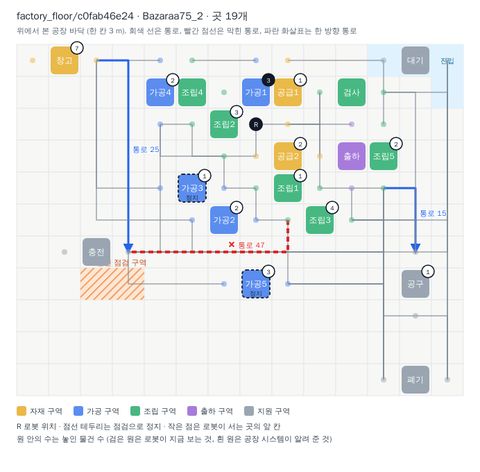 factory_floor/c0fab46e24 · Bazaraa75_2 · 곳 19개
위에서 본 공장 바닥 (한 칸 3 m). 회색 선은 통로, 빨간 점선은 막힌 통로, 파란 화살표는 한 방향 통로
창고 7
대기
진입
가공4 2
조립4
가공1 3
공급1 1
검사
조립2 3
R
통로 25
공급2 2
출하
조립5 2
가공3 1
정지
조립1 1
가공2 2
조립3 4
통로 15
충전
✕ 통로 47
점검 구역
가공5 3
정지
공구 1
폐기
자재 구역
가공 구역
조립 구역
출하 구역
지원 구역
R 로봇 위치 · 점선 테두리는 점검으로 정지 · 작은 점은 로봇이 서는 곳의 앞 칸
원 안의 수는 놓인 물건 수 (검은 원은 로봇이 지금 보는 것, 흰 원은 공장 시스템이 알려 준 것)